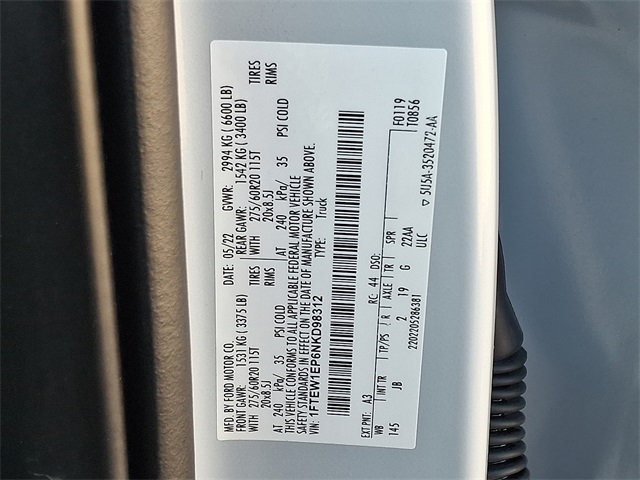 MFD. BY FORD MOTOR CO. DATE: 05/22 GVWR: 2994 KG ( 6600 LB)
FRONT GAWR: 1531 KG ( 3375 LB) REAR GAWR: 1542 KG ( 3400 LB)
WITH 275/60R20 115T TIRES WITH 275/60R20 115T TIRES
20x8.5J RIMS 20x8.5J RIMS
AT 240 kPa/ 35 PSI COLD AT 240 kPa/ 35 PSI COLD
THIS VEHICLE CONFORMS TO ALL APPLICABLE FEDERAL MOTOR VEHICLE
SAFETY STANDARDS IN EFFECT ON THE DATE OF MANUFACTURE SHOWN ABOVE.
VIN: 1FTEW1EP6NKD98312 TYPE: Truck
EXT PNT: A3 RC: 44 DSO: F0119
WB INT TR TP/PS R AXLE TR SPR T0856
145 JB 2 19 G 22AA
2202205286381 ULC ▽ 5U5A-3520472-AA